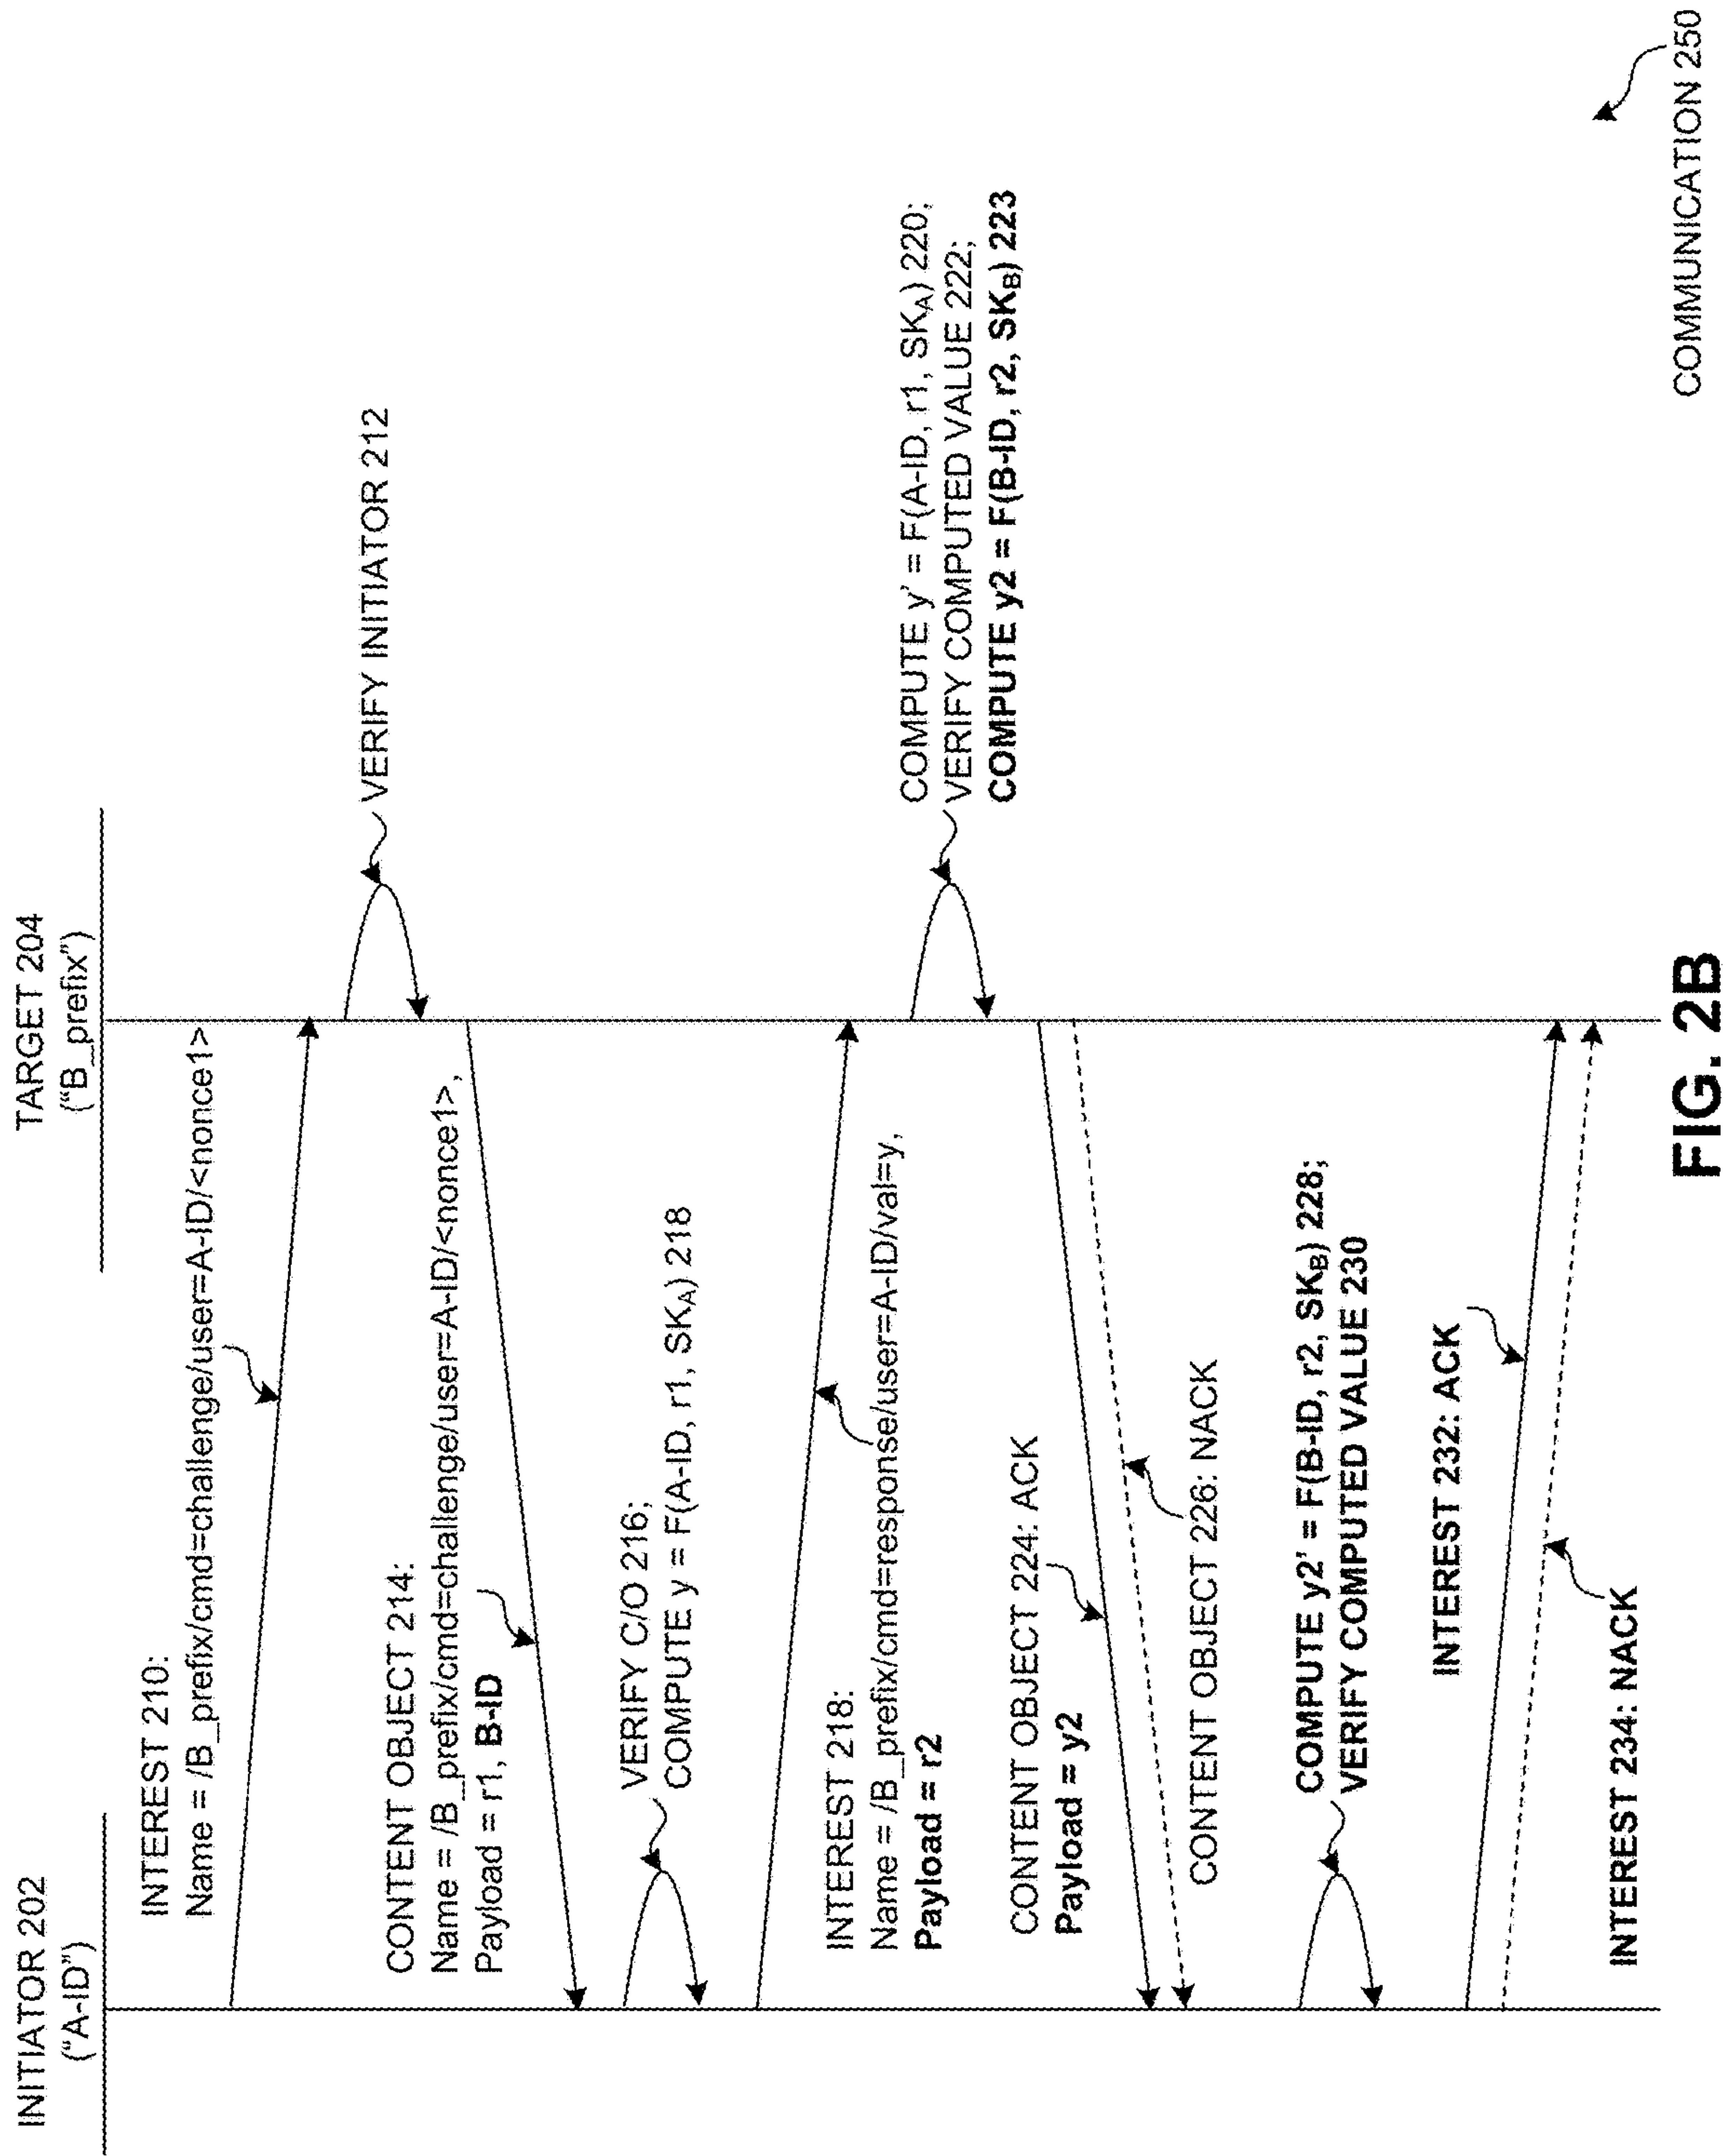 INITIATOR 202
("A-ID")
TARGET 204
("B_prefix")
INTEREST 210:
Name = /B_prefix/cmd=challenge/user=A-ID/<nonce1>
VERIFY INITIATOR 212
CONTENT OBJECT 214:
Name = /B_prefix/cmd=challenge/user=A-ID/<nonce1>,
Payload = r1, B-ID
VERIFY C/O 216;
COMPUTE y = F(A-ID, r1, SKA) 218
INTEREST 218:
Name = /B_prefix/cmd=response/user=A-ID/val=y,
Payload = r2
COMPUTE y' = F(A-ID, r1, SKA) 220;
VERIFY COMPUTED VALUE 222;
COMPUTE y2 = F(B-ID, r2, SKB) 223
CONTENT OBJECT 224: ACK
Payload = y2
CONTENT OBJECT 226: NACK
COMPUTE y2' = F(B-ID, r2, SKB) 228;
VERIFY COMPUTED VALUE 230
INTEREST 232: ACK
INTEREST 234: NACK
COMMUNICATION 250
FIG. 2B